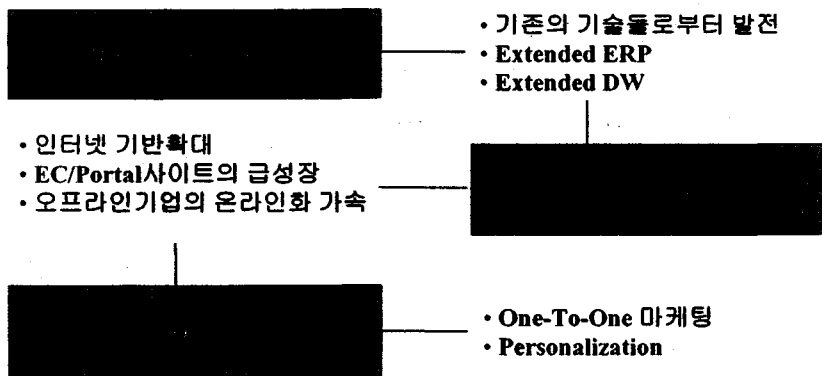 • 기존의 기술들로부터 발전
• Extended ERP
• Extended DW
• 인터넷 기반확대
• EC/Portal사이트의 급성장
• 오프라인기업의 온라인화 가속
• One-To-One 마케팅
• Personalization